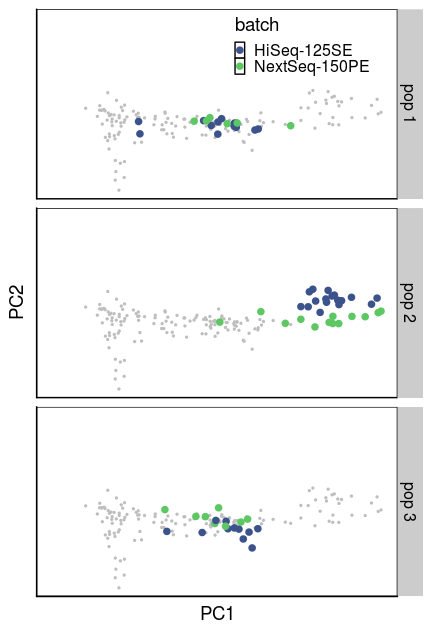 batch
HiSeq-125SE
NextSeq-150PE
pop 1
PC2
pop 2
pop 3
PC1